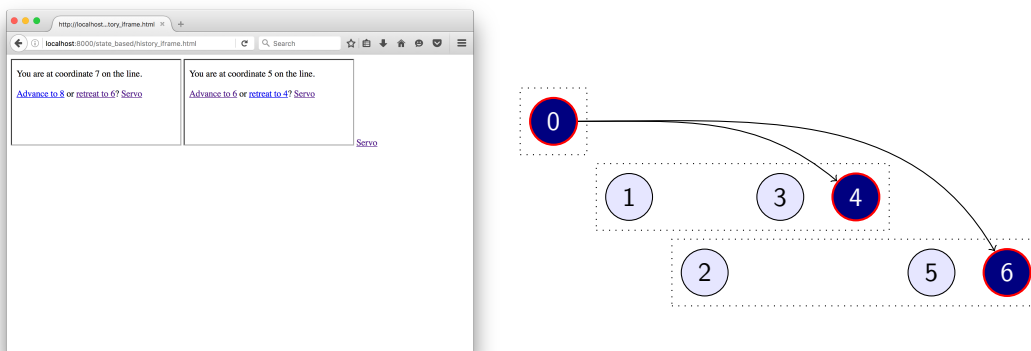 http://localhost...tory_iframe.html × +
localhost:8000/state_based/history_iframe.html Search
You are at coordinate 7 on the line.
Advance to 8 or retreat to 6? Servo
You are at coordinate 5 on the line.
Advance to 6 or retreat to 4? Servo
Servo
0
1 3 4
2 5 6